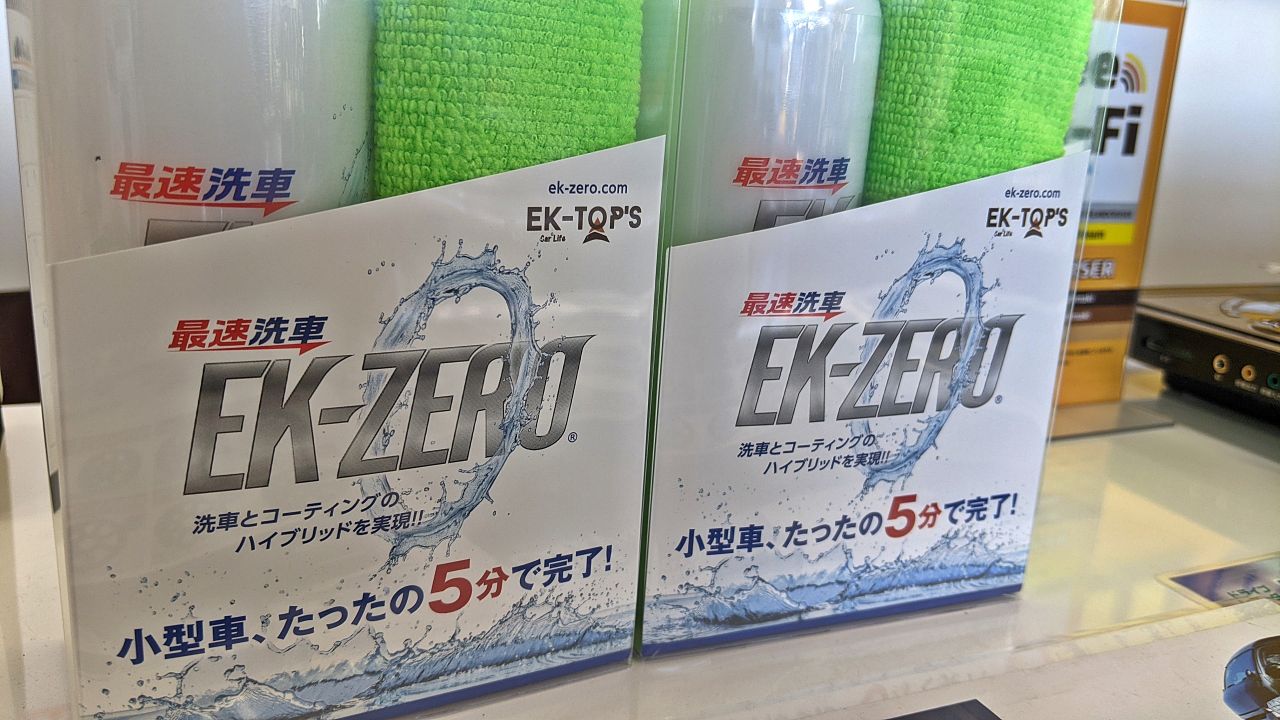 最速洗車
ek-zero.com
EK-TOP'S
Car Life
最速洗車
EK-ZERO®
洗車とコーティングの
ハイブリッドを実現!!
小型車、たったの5分で完了!
最速洗車
EK
ek-zero.com
EK-TOP'S
Car Life
最速洗車
EK-ZERO®
洗車とコーティングの
ハイブリッドを実現!!
小型車、たったの5分で完了!
Fi